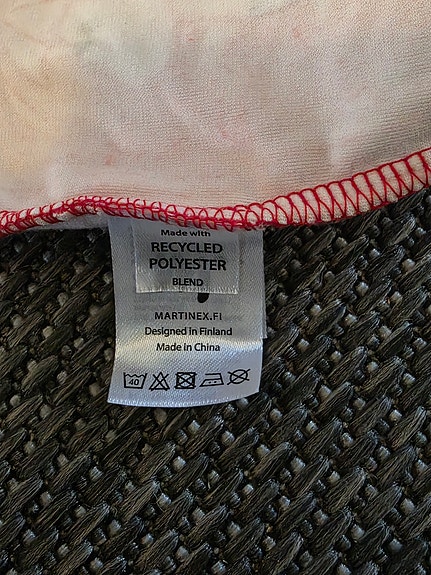 Made with
RECYCLED
POLYESTER
BLEND
MARTINEX.FI
Designed in Finland
Made in China
40